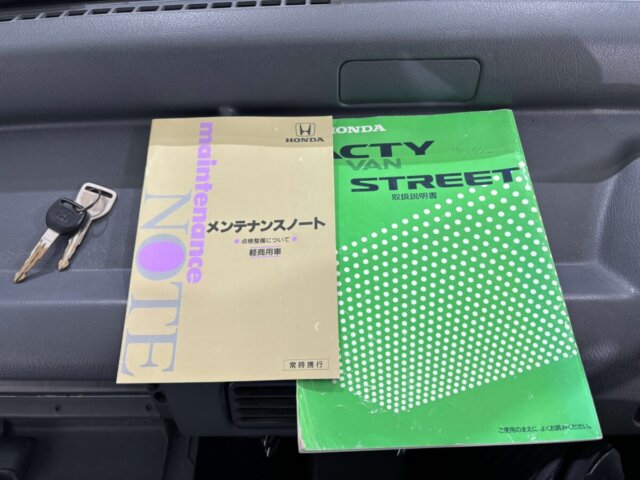 HONDA
maintenance
NOTE
メンテナンスノート
点検整備について
軽商用車
常時携行
HONDA
ACTY
VAN
STREET
取扱説明書
ご使用のまえに よくお読みください。